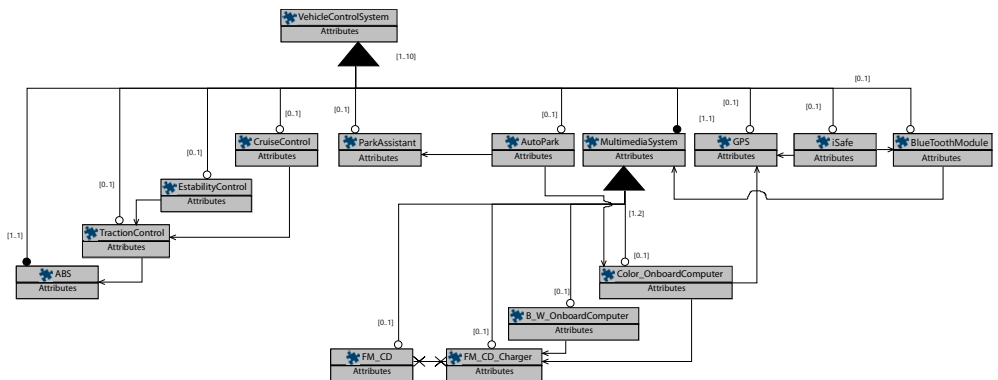 VehicleControlSystem
Attributes
[1..10]
[0..1]
[0..1]
[0..1]
[0..1]
[0..1]
[1..1]
CruiseControl
Attributes
ParkAssistant
Attributes
AutoPark
Attributes
MultimediaSystem
Attributes
GPS
Attributes
iSafe
Attributes
BlueToothModule
Attributes
[0..1]
[0..1]
[0..1]
EstabilityControl
Attributes
[1..2]
TractionControl
Attributes
[1..1]
[0..1]
ABS
Attributes
Color_OnboardComputer
Attributes
[0..1]
B_W_OnboardComputer
Attributes
[0..1]
[0..1]
FM_CD
Attributes
FM_CD_Charger
Attributes